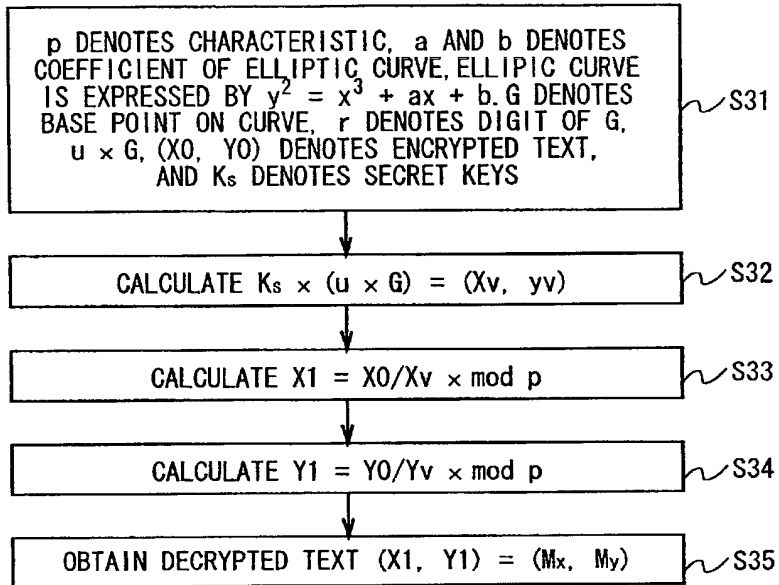 p DENOTES CHARACTERISTIC, a AND b DENOTES
COEFFICIENT OF ELLIPTIC CURVE, ELLIPIC CURVE
IS EXPRESSED BY y² = x³ + ax + b. G DENOTES
BASE POINT ON CURVE, r DENOTES DIGIT OF G,
u × G, (X0, Y0) DENOTES ENCRYPTED TEXT,
AND Ks DENOTES SECRET KEYS
S31
CALCULATE Ks × (u × G) = (Xv, yv)
S32
CALCULATE X1 = X0/Xv × mod p
S33
CALCULATE Y1 = Y0/Yv × mod p
S34
OBTAIN DECRYPTED TEXT (X1, Y1) = (Mx, My)
S35